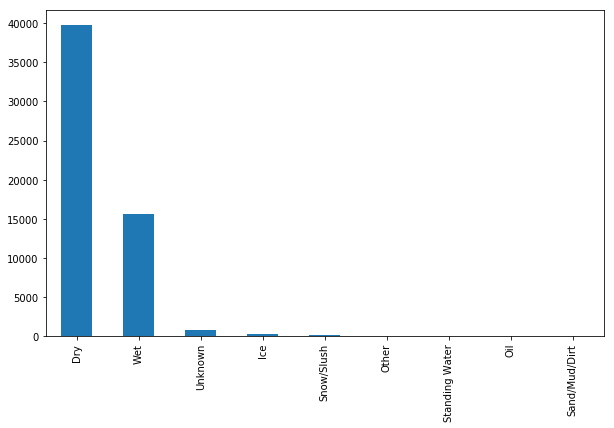 40000
35000
30000
25000
20000
15000
10000
5000
0
Dry
Wet
Unknown
Ice
Snow/Slush
Other
Standing Water
Oil
Sand/Mud/Dirt